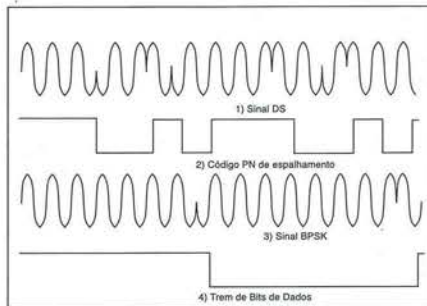 1) Sinal DS
2) Código PN de espalhamento
3) Sinal BPSK
4) Trem de Bits de Dados